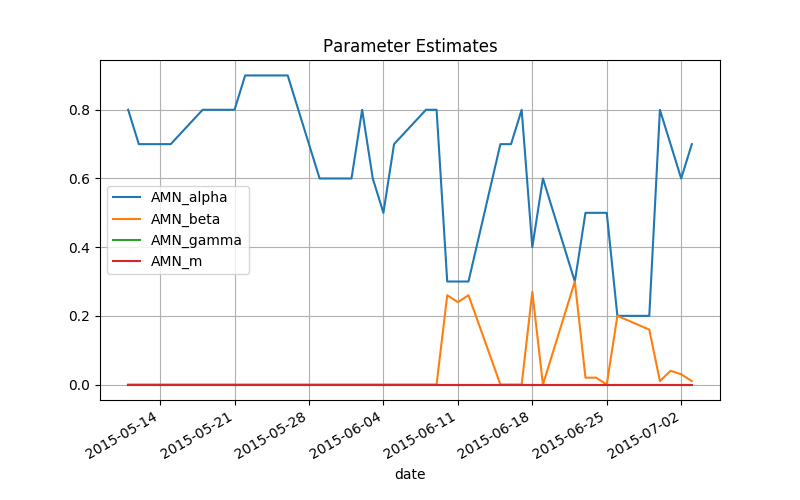 Parameter Estimates
0.8
0.6
0.4
0.2
0.0
AMN_alpha
AMN_beta
AMN_gamma
AMN_m
2015-05-14
2015-05-21
2015-05-28
2015-06-04
2015-06-11
2015-06-18
2015-06-25
2015-07-02
date